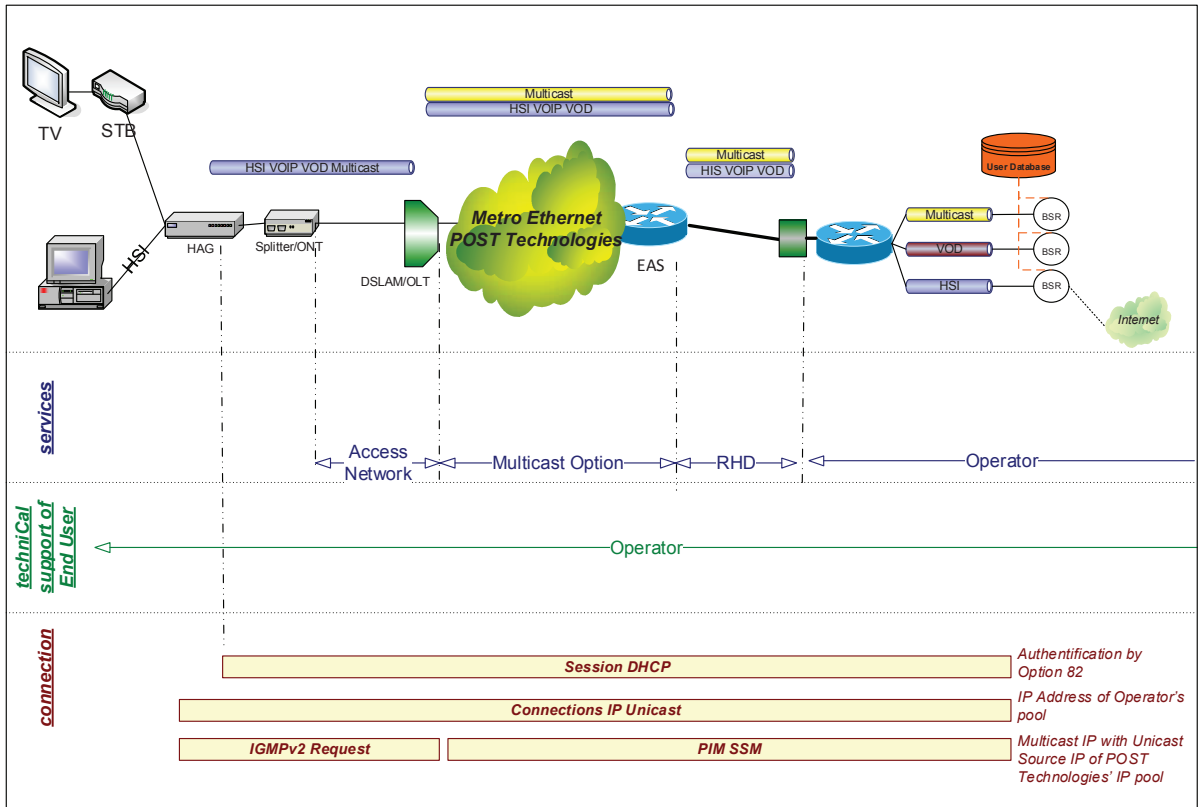 Multicast
HSI VOIP VOD
TV
STB
HSI VOIP VOD Multicast
Multicast
HIS VOIP VOD
User Database
Metro Ethernet
POST Technologies
Multicast
BSR
VOD
BSR
HSI
BSR
HSI
HAG
Splitter/ONT
DSLAM/OLT
EAS
Internet
services
Access
Network
Multicast Option
RHD
Operator
techniCal
support of
End User
Operator
connection
Session DHCP
Authentification by
Option 82
Connections IP Unicast
IP Address of Operator's
pool
IGMPv2 Request
PIM SSM
Multicast IP with Unicast
Source IP of POST
Technologies' IP pool